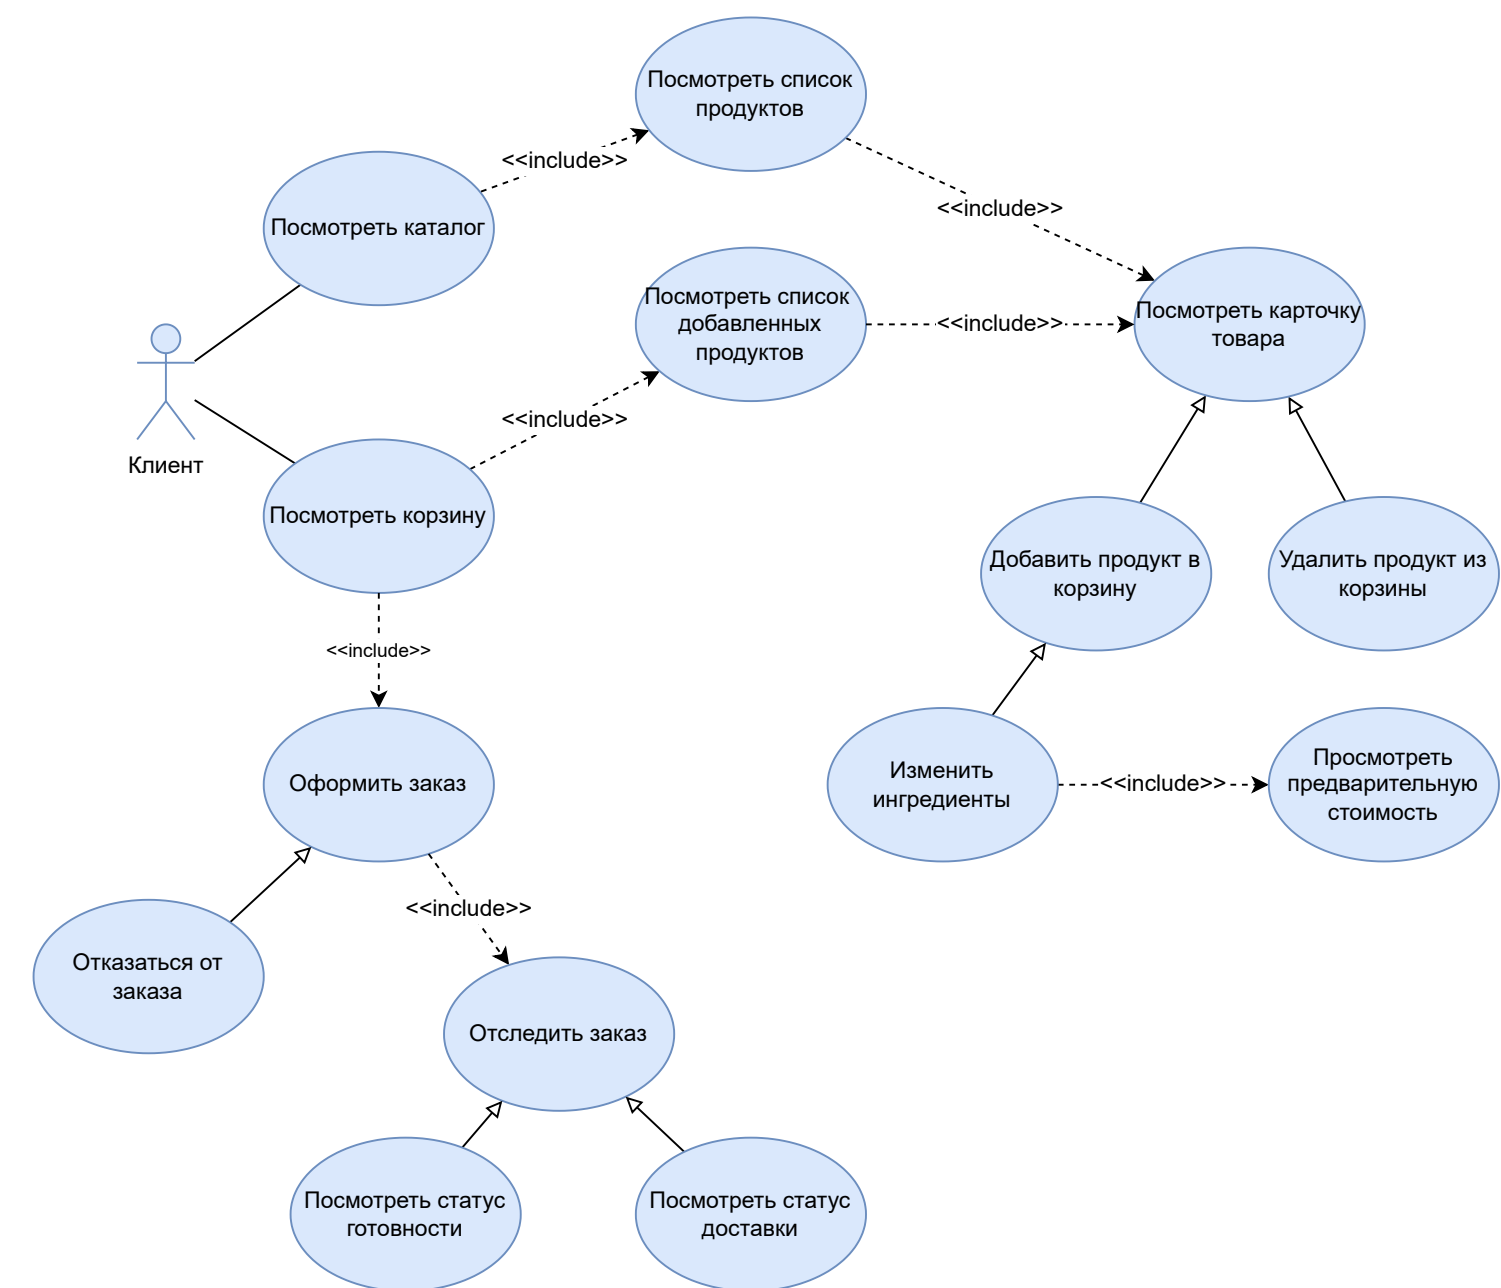 Посмотреть список
продуктов
<<include>>
Посмотреть каталог
<<include>>
Посмотреть список
добавленных
продуктов
<<include>>
Посмотреть карточку
товара
<<include>>
Клиент
Посмотреть корзину
Добавить продукт в
корзину
Удалить продукт из
корзины
<<include>>
Оформить заказ
Изменить
ингредиенты
<<include>>
Просмотреть
предварительную
стоимость
<<include>>
Отказаться от
заказа
Отследить заказ
Посмотреть статус
готовности
Посмотреть статус
доставки